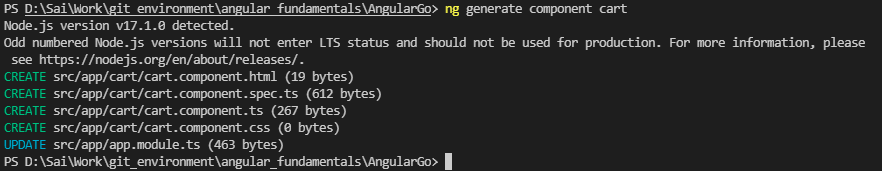 PS D:\Sai\Work\git_environment\angular_fundamentals\AngularGo> ng generate component cart
Node.js version v17.1.0 detected.
Odd numbered Node.js versions will not enter LTS status and should not be used for production. For more information, please
 see https://nodejs.org/en/about/releases/.
CREATE src/app/cart/cart.component.html (19 bytes)
CREATE src/app/cart/cart.component.spec.ts (612 bytes)
CREATE src/app/cart/cart.component.ts (267 bytes)
CREATE src/app/cart/cart.component.css (0 bytes)
UPDATE src/app/app.module.ts (463 bytes)
PS D:\Sai\Work\git_environment\angular_fundamentals\AngularGo>